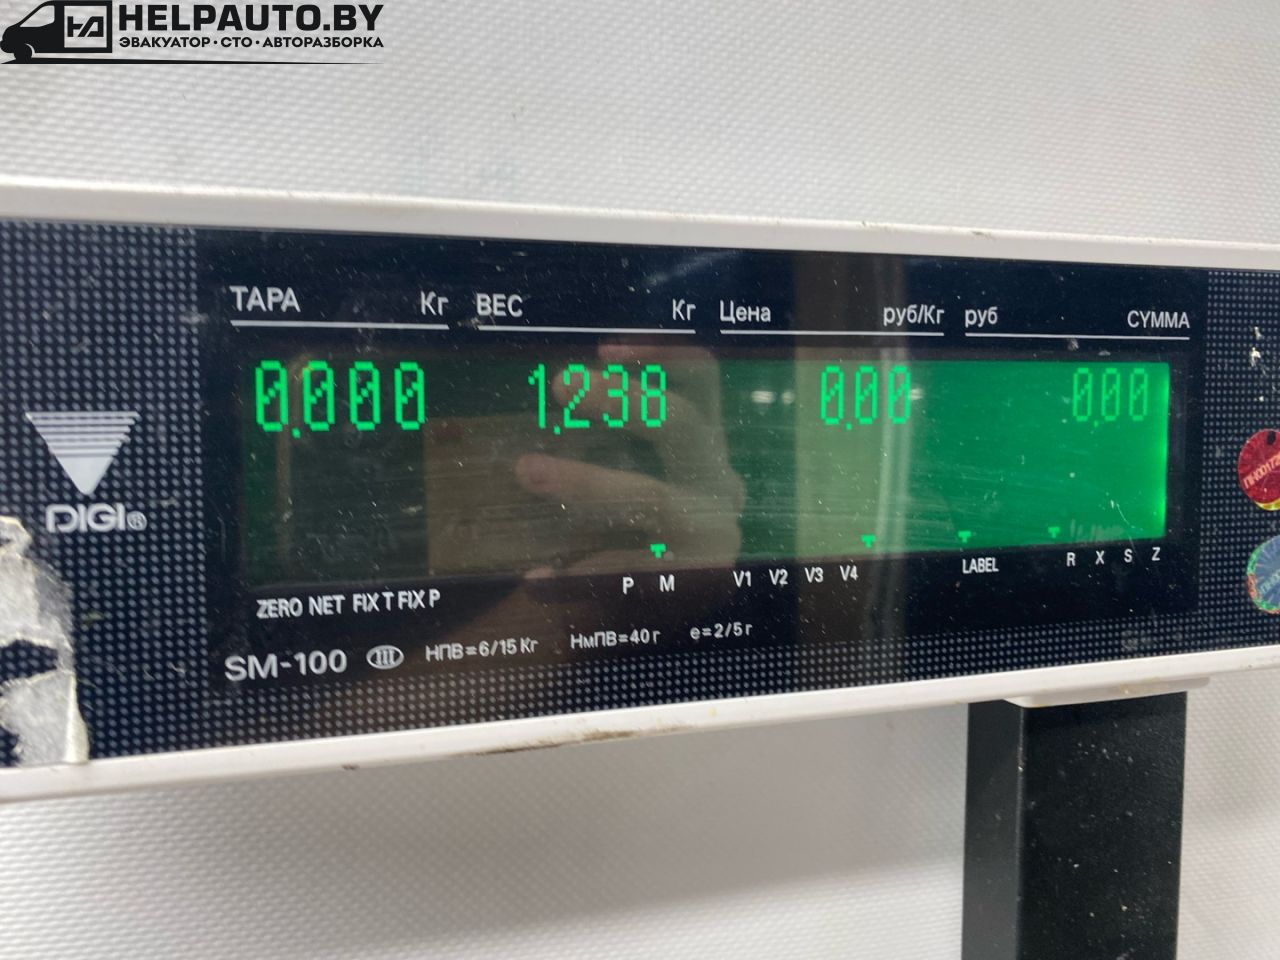 HELPAUTO.BY
ЭВАКУАТОР·СТО·АВТОРАЗБОРКА
ТАРА Кг ВЕС Кг Цена руб/Кг руб СУММА
0.000 1.238 0.00 0.00
DIGI®
P M V1 V2 V3 V4 LABEL R X S Z
ZERO NET FIX T FIX P
SM-100 III НПВ=6/15 Кг НмПВ=40 г е=2/5 г